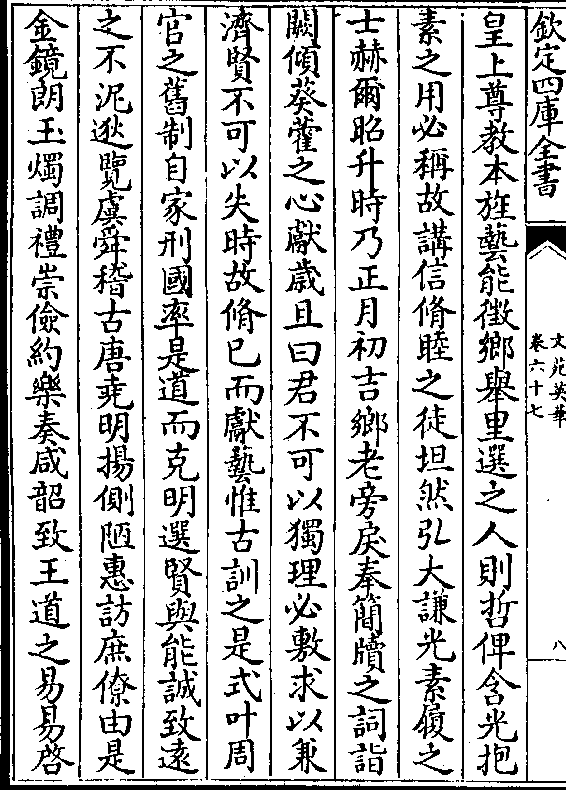 欽定四庫全書
文苑英華
卷六十七
八
皇上尊教本旌藝能徵鄉舉里選之人則哲俾含光抱
素之用必稱故講信脩睦之徒坦然弘大謙光素履之
士赫爾昭升時乃正月初吉鄉老旁戾奉簡牘之詞詣
闕傾葵藿之心獻歲且曰君不可以獨理必敷求以兼
濟賢不可以失時故脩已而獻藝惟古訓之是式叶周
官之舊制自家刑國率是道而克明選賢與能誠致遠
之不泥逖覽虞舜稽古唐堯明揚側陋惠訪庶僚由是
金鏡朗玉燭調禮崇儉約樂奏咸韶致王道之易易啓